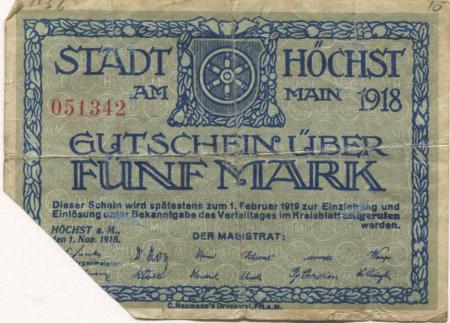 STADT HÖCHST
AM MAIN 1918
051342
GUTSCHEIN ÜBER
FÜNF MARK
Dieser Schein wird spätestens zum 1. Februar 1919 zur Einziehung und
Einlösung unter Bekanntgabe des Verfalltages im Kreisblatt aufgerufen
werden.
HÖCHST a. M.,
den 1. Nov. 1918.
DER MAGISTRAT:
C. Naumann's Druckerei, Fft. a. M.